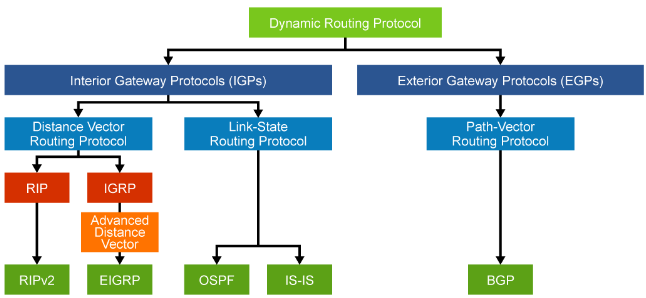 Dynamic Routing Protocol
Interior Gateway Protocols (IGPs)
Exterior Gateway Protocols (EGPs)
Distance Vector
Routing Protocol
Link-State
Routing Protocol
Path-Vector
Routing Protocol
RIP
IGRP
Advanced
Distance
Vector
RIPv2
EIGRP
OSPF
IS-IS
BGP